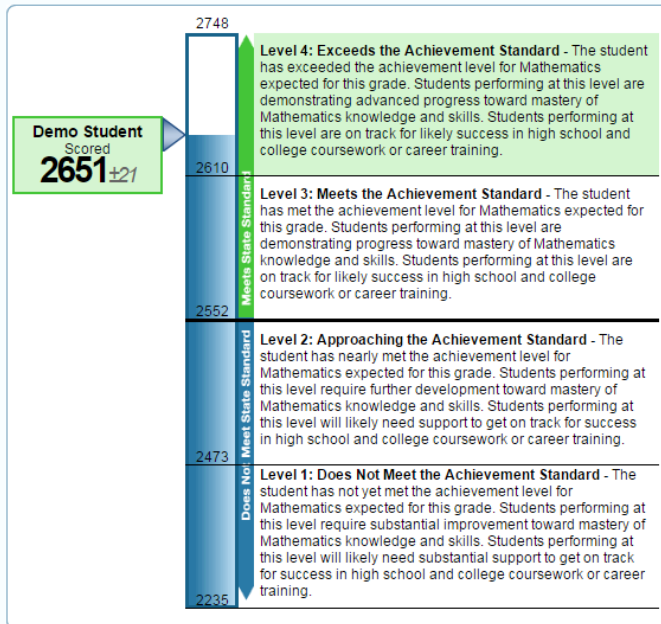 2748
Level 4: Exceeds the Achievement Standard - The student
has exceeded the achievement level for Mathematics
expected for this grade. Students performing at this level are
demonstrating advanced progress toward mastery of
Mathematics knowledge and skills. Students performing at
this level are on track for likely success in high school and
college coursework or career training.
Demo Student
Scored
2651±21
2610
Meets State Standard
Level 3: Meets the Achievement Standard - The student
has met the achievement level for Mathematics expected for
this grade. Students performing at this level are
demonstrating progress toward mastery of Mathematics
knowledge and skills. Students performing at this level are
on track for likely success in high school and college
coursework or career training.
2552
Does Not Meet State Standard
Level 2: Approaching the Achievement Standard - The
student has nearly met the achievement level for
Mathematics expected for this grade. Students performing at
this level require further development toward mastery of
Mathematics knowledge and skills. Students performing at
this level will likely need support to get on track for success
in high school and college coursework or career training.
2473
Level 1: Does Not Meet the Achievement Standard - The
student has not yet met the achievement level for
Mathematics expected for this grade. Students performing at
this level require substantial improvement toward mastery of
Mathematics knowledge and skills. Students performing at
this level will likely need substantial support to get on track
for success in high school and college coursework or career
training.
2235